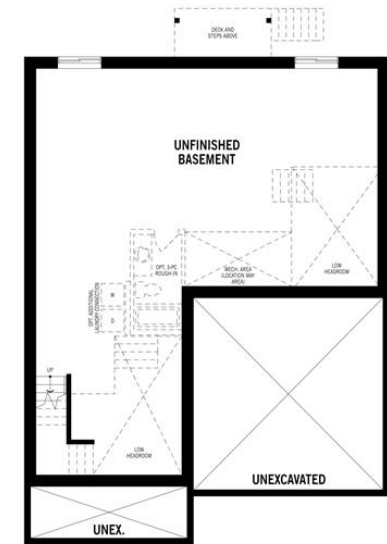 DECK AND
STEPS ABOVE
UNFINISHED
BASEMENT
OPT. 3-PC
ROUGH-IN
MECH. AREA
(LOCATION MAY
AREA)
LOW
HEADROOM
OPT. ADDITIONAL
LAUNDRY CONNECTION
W
D
UP
LOW
HEADROOM
UNEXCAVATED
UNEX.